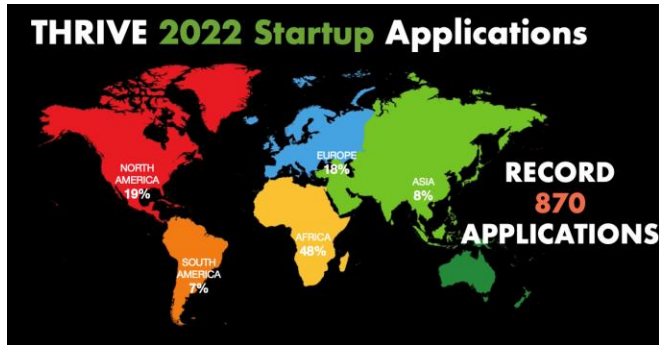 THRIVE 2022 Startup Applications
NORTH
AMERICA
19%
EUROPE
18%
ASIA
8%
RECORD
870
APPLICATIONS
AFRICA
48%
SOUTH
AMERICA
7%